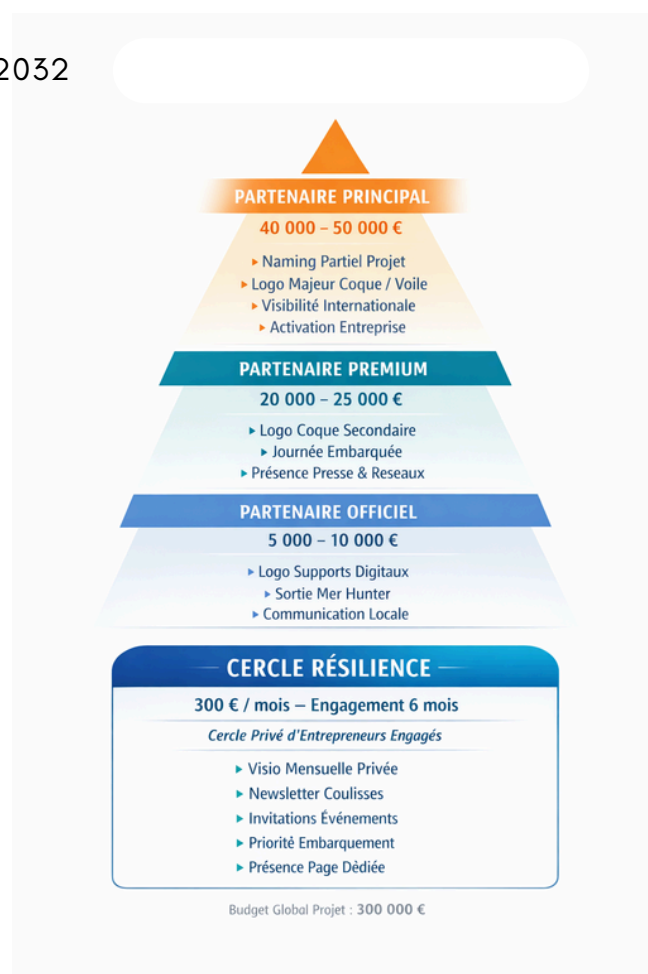 2032
PARTENAIRE PRINCIPAL
40 000 – 50 000 €
▸ Naming Partiel Projet
▸ Logo Majeur Coque / Voile
▸ Visibilité Internationale
▸ Activation Entreprise
PARTENAIRE PREMIUM
20 000 – 25 000 €
▸ Logo Coque Secondaire
▸ Journée Embarquée
▸ Présence Presse & Reseaux
PARTENAIRE OFFICIEL
5 000 – 10 000 €
▸ Logo Supports Digitaux
▸ Sortie Mer Hunter
▸ Communication Locale
CERCLE RÉSILIENCE
300 € / mois – Engagement 6 mois
Cercle Privé d'Entrepreneurs Engagés
▸ Visio Mensuelle Privée
▸ Newsletter Coulisses
▸ Invitations Événements
▸ Priorité Embarquement
▸ Présence Page Dèdiée
Budget Global Projet : 300 000 €